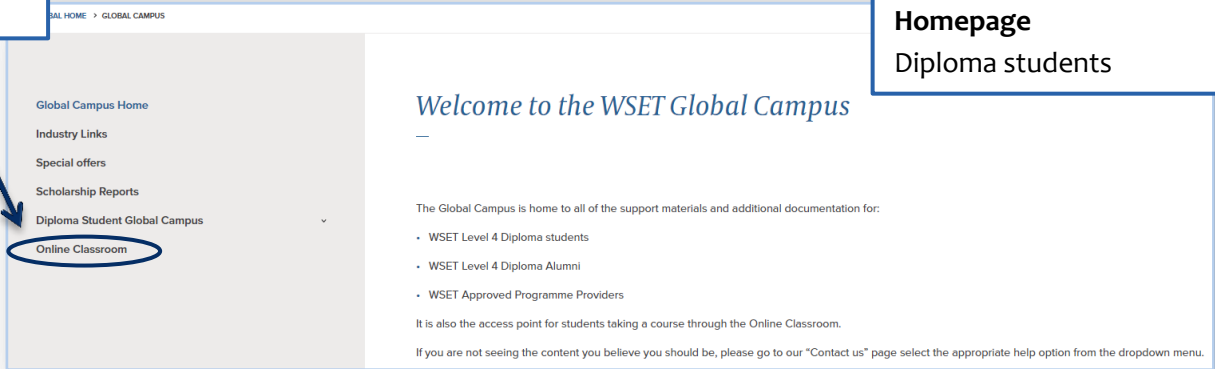 HOME > GLOBAL CAMPUS
Homepage
Diploma students
Global Campus Home
Industry Links
Special offers
Scholarship Reports
Diploma Student Global Campus
Online Classroom
Welcome to the WSET Global Campus
The Global Campus is home to all of the support materials and additional documentation for:
• WSET Level 4 Diploma students
• WSET Level 4 Diploma Alumni
• WSET Approved Programme Providers
It is also the access point for students taking a course through the Online Classroom.
If you are not seeing the content you believe you should be, please go to our “Contact us” page select the appropriate help option from the dropdown menu.